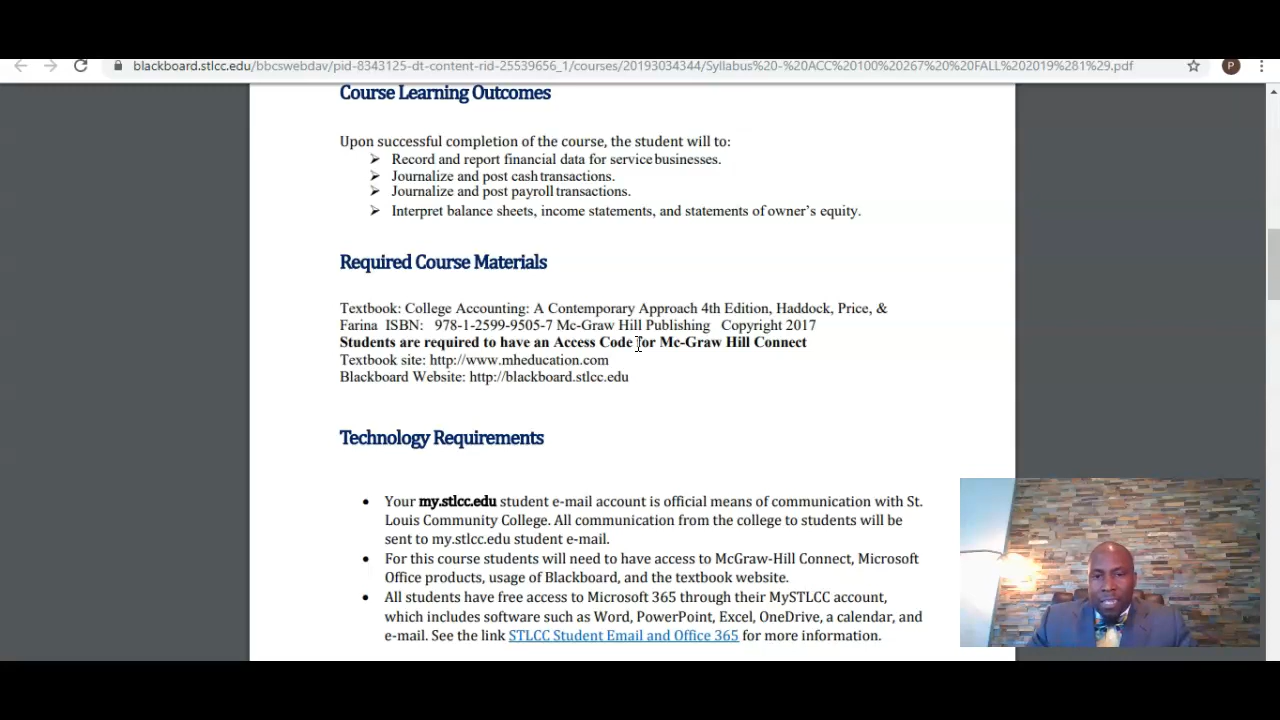 blackboard.stlcc.edu/bbcswebdav/pid-8343125-dt-content-rid-25539656_1/courses/20193034344/Syllabus%20-%20ACC%20100%20267%20%20FALL%202019%281%29.pdf
P
Course Learning Outcomes
Upon successful completion of the course, the student will to:
➢ Record and report financial data for service businesses.
➢ Journalize and post cash transactions.
➢ Journalize and post payroll transactions.
➢ Interpret balance sheets, income statements, and statements of owner's equity.
Required Course Materials
Textbook: College Accounting: A Contemporary Approach 4th Edition, Haddock, Price, &
Farina ISBN: 978-1-2599-9505-7 Mc-Graw Hill Publishing Copyright 2017
Students are required to have an Access Code for Mc-Graw Hill Connect
Textbook site: http://www.mheducation.com
Blackboard Website: http://blackboard.stlcc.edu
Technology Requirements
• Your my.stlcc.edu student e-mail account is official means of communication with St.
Louis Community College. All communication from the college to students will be
sent to my.stlcc.edu student e-mail.
• For this course students will need to have access to McGraw-Hill Connect, Microsoft
Office products, usage of Blackboard, and the textbook website.
• All students have free access to Microsoft 365 through their MySTLCC account,
which includes software such as Word, PowerPoint, Excel, OneDrive, a calendar, and
e-mail. See the link STLCC Student Email and Office 365 for more information.